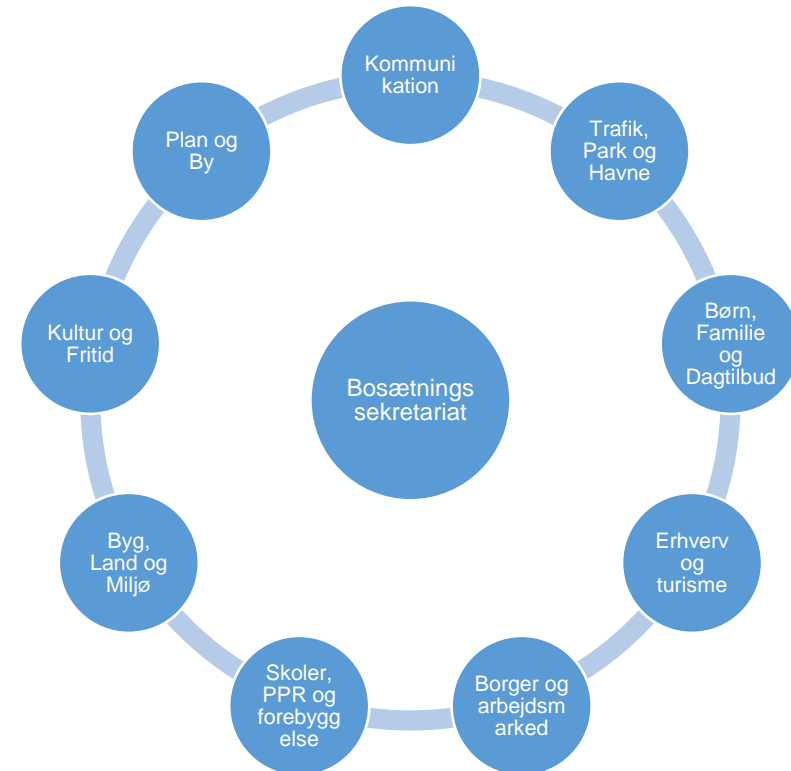 Kommuni
kation
Trafik,
Park og
Havne
Børn,
Familie
og
Dagtilbud
Erhverv
og
turisme
Borger og
arbejdsm
arked
Skoler,
PPR og
forebygg
else
Byg,
Land og
Miljø
Kultur og
Fritid
Plan og
By
Bosætnings
sekretariat